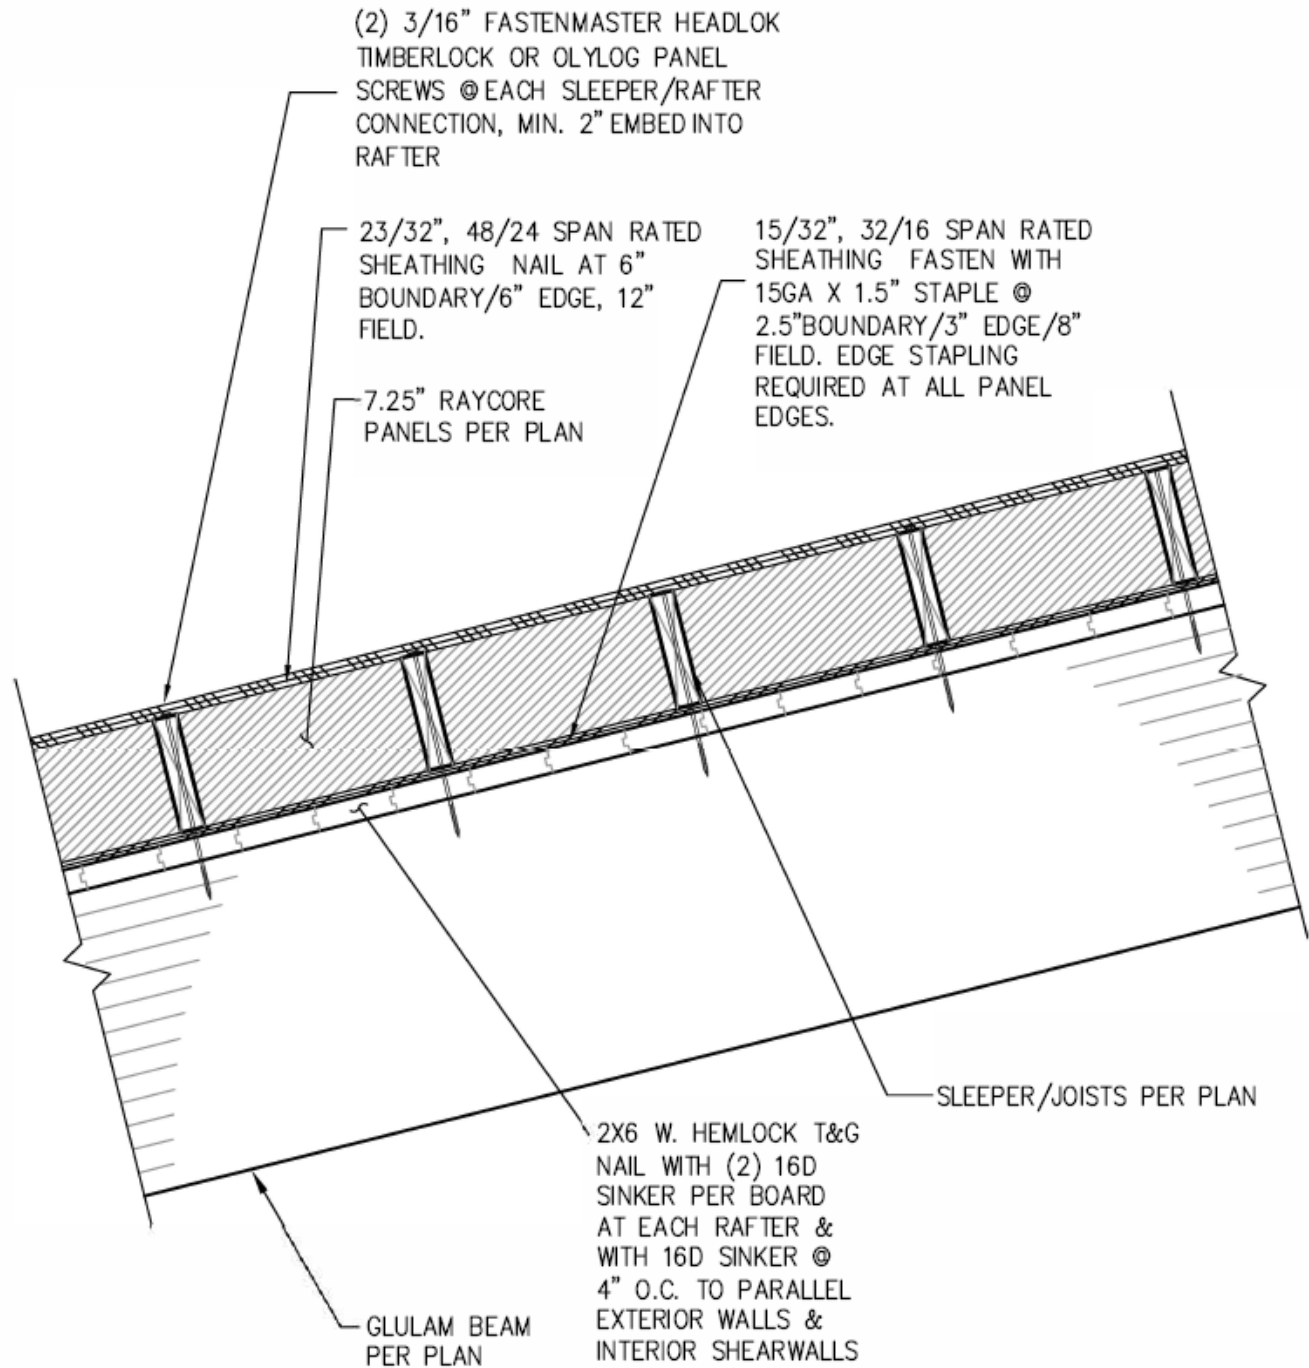 (2) 3/16" FASTENMASTER HEADLOK
TIMBERLOCK OR OLYLOG PANEL
SCREWS @ EACH SLEEPER/RAFTER
CONNECTION, MIN. 2" EMBED INTO
RAFTER
23/32", 48/24 SPAN RATED
SHEATHING NAIL AT 6"
BOUNDARY/6" EDGE, 12"
FIELD.
15/32", 32/16 SPAN RATED
SHEATHING FASTEN WITH
15GA X 1.5" STAPLE @
2.5"BOUNDARY/3" EDGE/8"
FIELD. EDGE STAPLING
REQUIRED AT ALL PANEL
EDGES.
7.25" RAYCORE
PANELS PER PLAN
SLEEPER/JOISTS PER PLAN
2X6 W. HEMLOCK T&G
NAIL WITH (2) 16D
SINKER PER BOARD
AT EACH RAFTER &
WITH 16D SINKER @
4" O.C. TO PARALLEL
EXTERIOR WALLS &
INTERIOR SHEARWALLS
GLULAM BEAM
PER PLAN